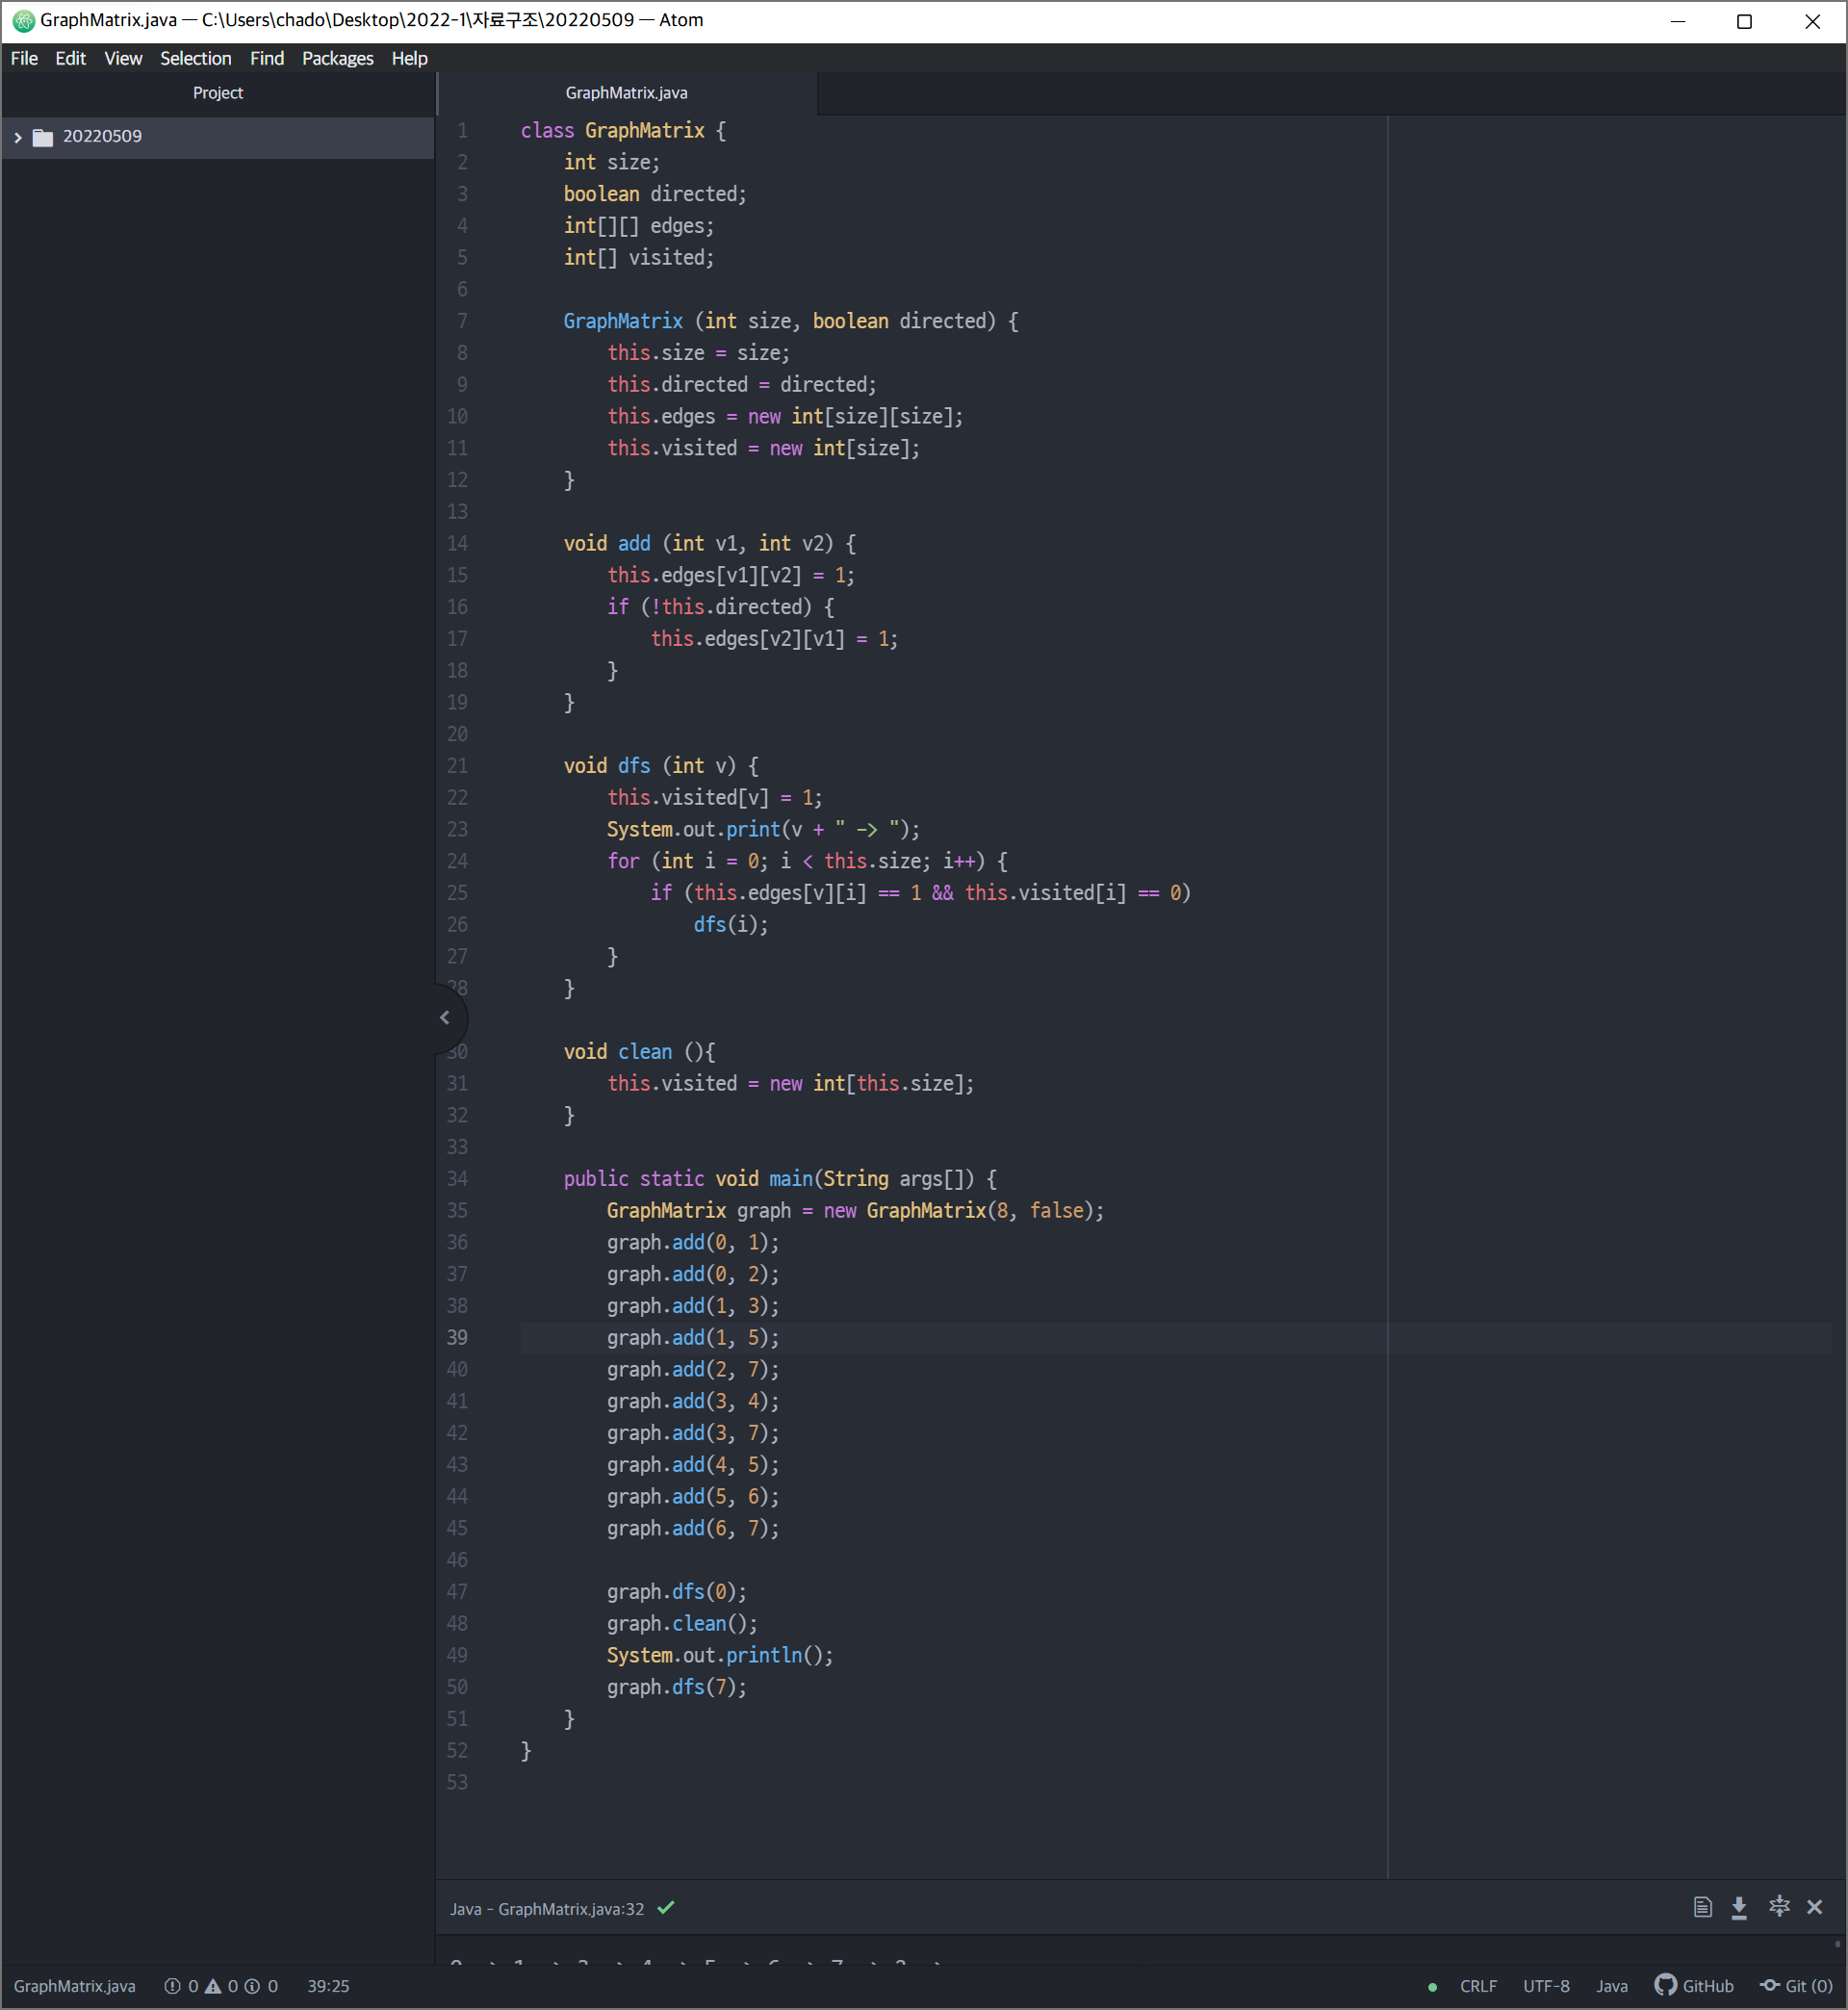 GraphMatrix.java — C:\Users\chado\Desktop\2022-1\자료구조\20220509 — Atom
File Edit View Selection Find Packages Help
Project
20220509
GraphMatrix.java
1 class GraphMatrix {
2 int size;
3 boolean directed;
4 int[][] edges;
5 int[] visited;
6
7 GraphMatrix (int size, boolean directed) {
8 this.size = size;
9 this.directed = directed;
10 this.edges = new int[size][size];
11 this.visited = new int[size];
12 }
13
14 void add (int v1, int v2) {
15 this.edges[v1][v2] = 1;
16 if (!this.directed) {
17 this.edges[v2][v1] = 1;
18 }
19 }
20
21 void dfs (int v) {
22 this.visited[v] = 1;
23 System.out.print(v + " -> ");
24 for (int i = 0; i < this.size; i++) {
25 if (this.edges[v][i] == 1 && this.visited[i] == 0)
26 dfs(i);
27 }
28 }
30 void clean (){
31 this.visited = new int[this.size];
32 }
33
34 public static void main(String args[]) {
35 GraphMatrix graph = new GraphMatrix(8, false);
36 graph.add(0, 1);
37 graph.add(0, 2);
38 graph.add(1, 3);
39 graph.add(1, 5);
40 graph.add(2, 7);
41 graph.add(3, 4);
42 graph.add(3, 7);
43 graph.add(4, 5);
44 graph.add(5, 6);
45 graph.add(6, 7);
46
47 graph.dfs(0);
48 graph.clean();
49 System.out.println();
50 graph.dfs(7);
51 }
52 }
53
Java - GraphMatrix.java:32
GraphMatrix.java 0 0 0 39:25 CRLF UTF-8 Java GitHub Git (0)